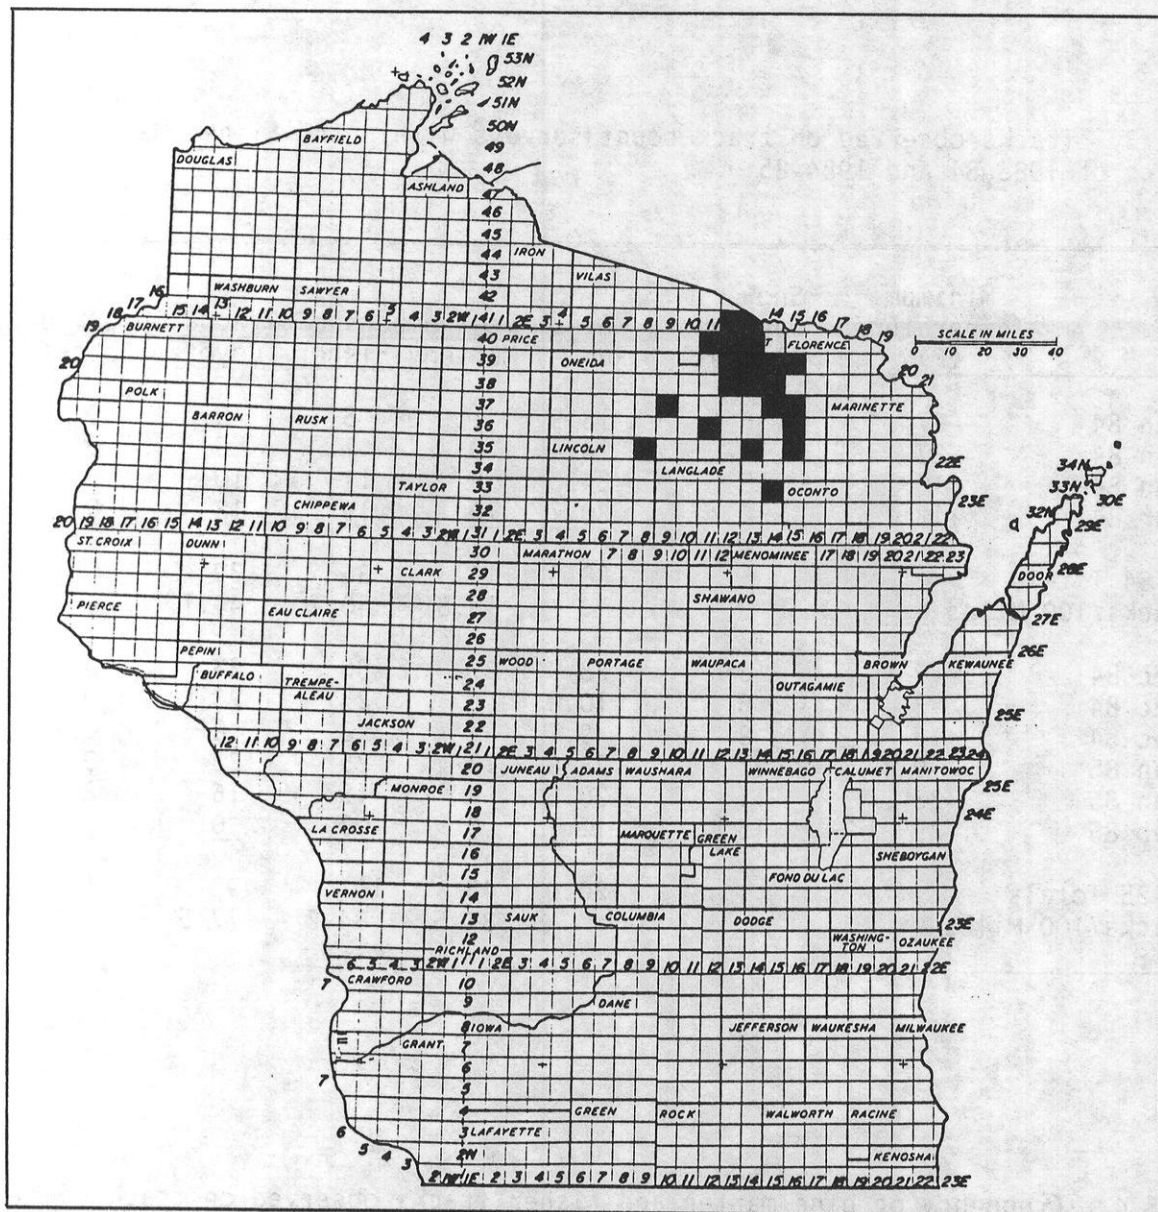 4 3 2 1W 1E
53N
52N
51N
50N
BAYFIELD
49
DOUGLAS
48
ASHLAND
47
46
45
IRON
44
43
VILAS
WASHBURN SAWYER
42
16
17
18
19
15 14 13 12 11 10 9 8 7 6 5 4 3 2W 1 41 1 2E 3 4 5 6 7 8 9 10 11
14 15 16 17 18 19
BURNETT
40 PRICE
T FLORENCE
SCALE IN MILES
0 10 20 30 40
20
39
ONEIDA
20
21
38
POLK
37
MARINETTE
BARRON RUSK
36
35
LINCOLN
34
LANGLADE
22E
34N
TAYLOR
33
OCONTO
23E
33N
30E
CHIPPEWA
32
32N
29E
20 19 18 17 16 15 14 13 12 11 10 9 8 7 6 5 4 3 2W 1 31 1 2E 3 4 5 6 7 8 9 10 11 12 13 14 15 16 17 18 19 20 21 22
ST. CROIX DUNN
30
MARATHON 7 8 9 10 11 12 MENOMINEE 17 18 19 20 21 22 23
CLARK 29
DOOR 28E
28
SHAWANO
PIERCE
EAU CLAIRE
27
27E
26
PEPIN
26E
25 WOOD PORTAGE WAUPACA BROWN KEWAUNEE
BUFFALO TREMPE-
ALEAU
24
OUTAGAMIE
23
25E
JACKSON 22
12 11 10 9 8 7 6 5 4 3 2W 1 21 1 2E 3 4 5 6 7 8 9 10 11 12 13 14 15 16 17 18 19 20 21 22 23 24
20 JUNEAU ADAMS WAUSHARA WINNEBAGO CALUMET MANITOWOC
MONROE 19
25E
18
24E
LA CROSSE
17
MARQUETTE GREEN
LAKE
16
SHEBOYGAN
15
FOND DU LAC
VERNON 14
13 SAUK COLUMBIA DODGE
23E
12
RICHLAND
WASHING-
TON
OZAUKEE
6 5 4 3 2W 1 11 1 2E 3 4 5 6 7 8 9 10 11 12 13 14 15 16 17 18 19 20 21 22E
7 CRAWFORD 10
9
DANE
8 IOWA
JEFFERSON WAUKESHA MILWAUKEE
GRANT 7
6
7
5
4 GREEN ROCK WALWORTH RACINE
6
3 LAFAYETTE
5 4 3
2N
KENOSHA
2 1W 1E 2 3 4 5 6 7 8 9 10 11 12 13 14 15 16 17 18 19 20 21 22 23E